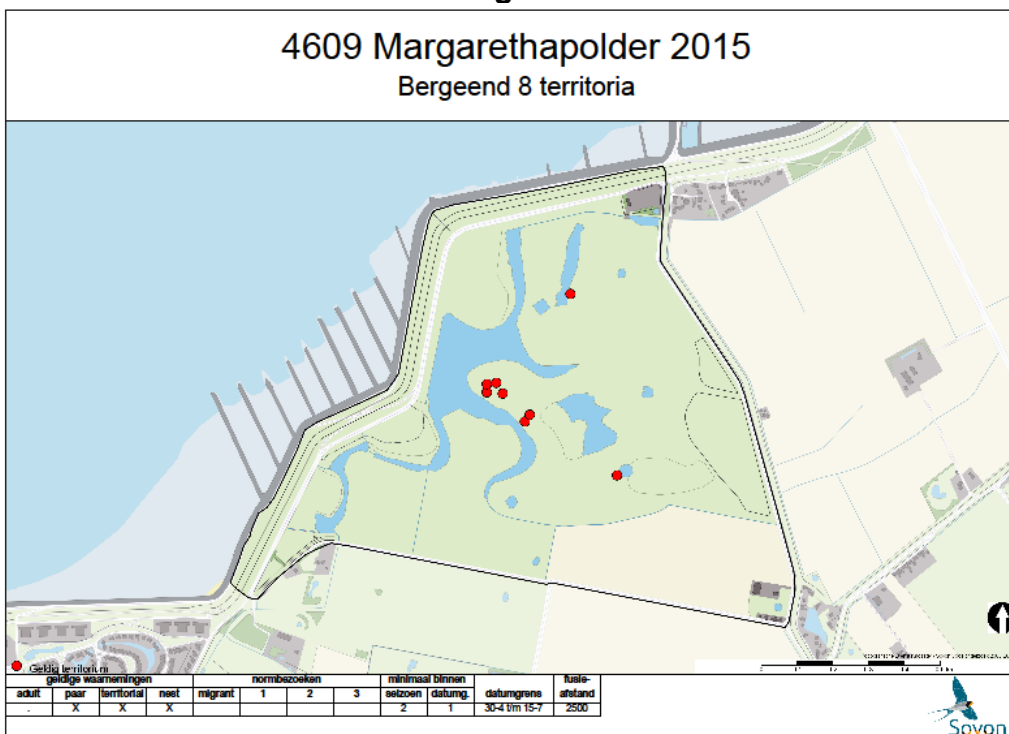 4609 Margarethapolder 2015
Bergeend 8 territoria
Geldig territorium
geldige waarnemingen normbezoeken minimaal binnen fusie-
adult paar territorial nest migrant 1 2 3 seizoen datumg. datumgrens afstand
. X X X 2 1 30-4 t/m 15-7 2500
Sovon